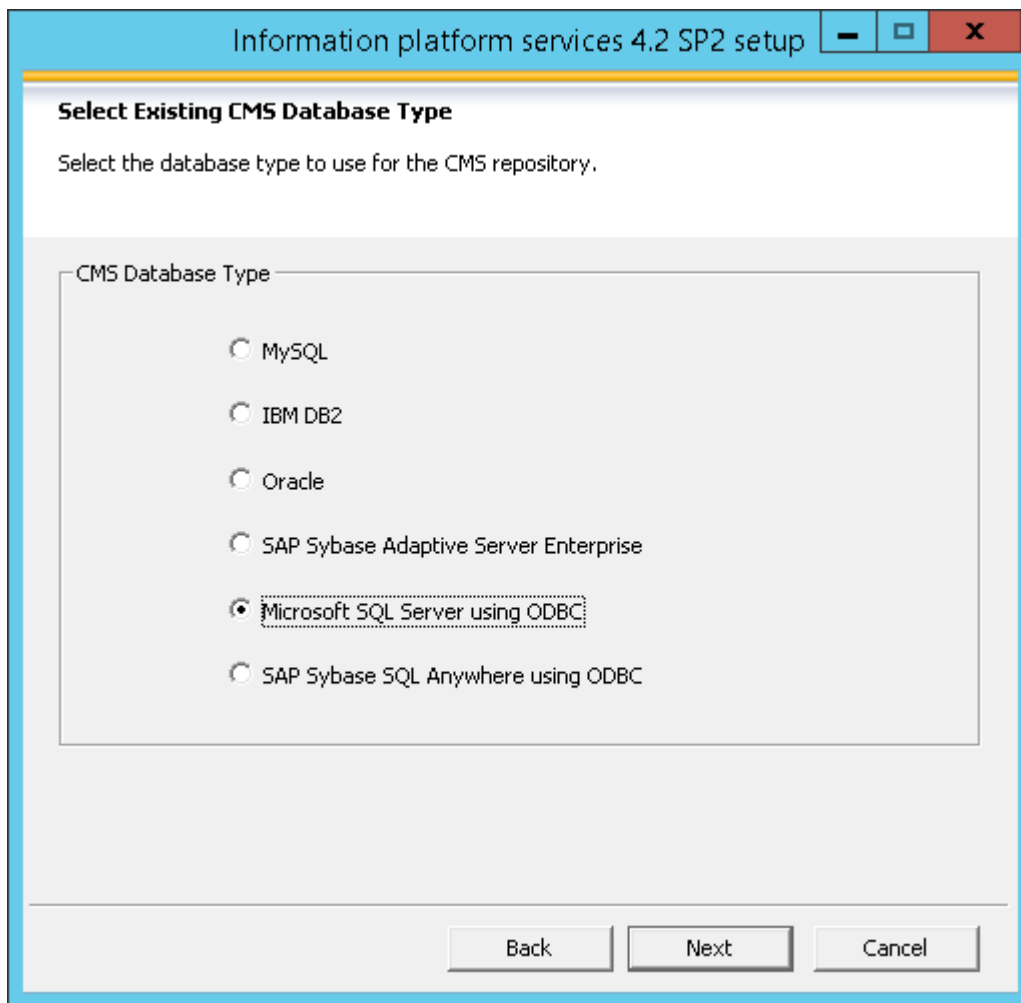 Information platform services 4.2 SP2 setup
Select Existing CMS Database Type
Select the database type to use for the CMS repository.
CMS Database Type
MySQL
IBM DB2
Oracle
SAP Sybase Adaptive Server Enterprise
Microsoft SQL Server using ODBC
SAP Sybase SQL Anywhere using ODBC
Back Next Cancel